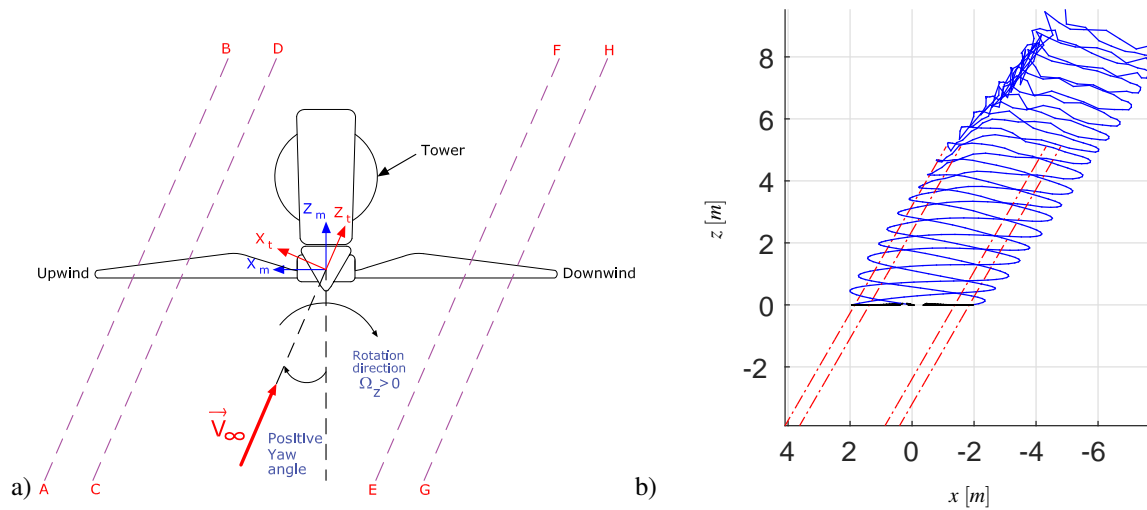 B
D
F
H
Tower
Z m
Z t
X t
X m
Upwind
Downwind
Rotation
direction
Ω z > 0
V ∞
Positive
Yaw
angle
a)
A
C
E
G
b)
8
6
4
2
0
-2
z [m]
4
2
0
-2
-4
-6
x [m]